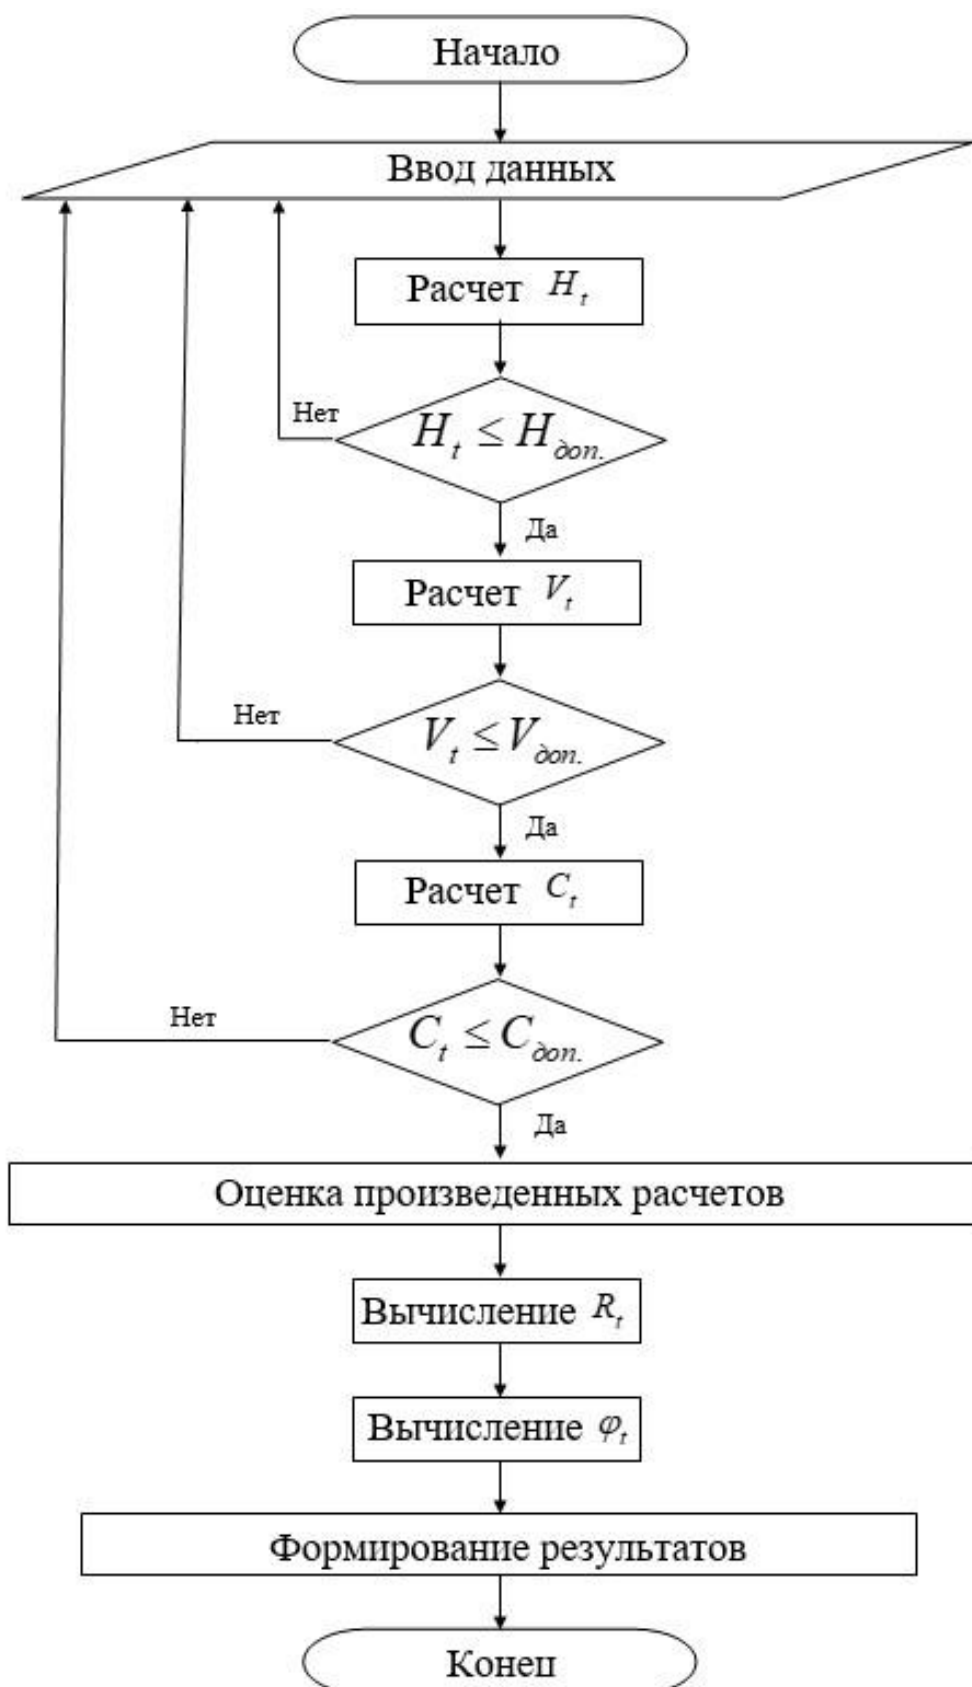 Начало
Ввод данных
Расчет H_t
Нет
H_t ≤ H_доп.
Да
Расчет V_t
Нет
V_t ≤ V_доп.
Да
Расчет C_t
Нет
C_t ≤ C_доп.
Да
Оценка произведенных расчетов
Вычисление R_t
Вычисление φ_t
Формирование результатов
Конец